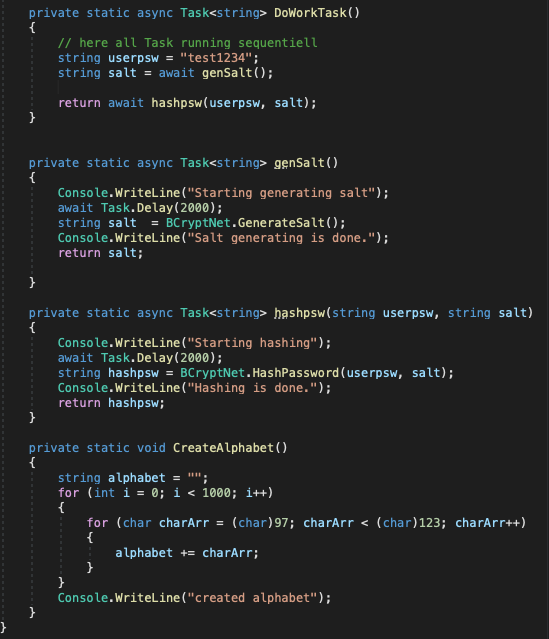 private static async Task<string> DoWorkTask()
{
// here all Task running sequentiell
string userpsw = "test1234";
string salt = await genSalt();
return await hashpsw(userpsw, salt);
}
private static async Task<string> genSalt()
{
Console.WriteLine("Starting generating salt");
await Task.Delay(2000);
string salt  = BCryptNet.GenerateSalt();
Console.WriteLine("Salt generating is done.");
return salt;
}
private static async Task<string> hashpsw(string userpsw, string salt)
{
Console.WriteLine("Starting hashing");
await Task.Delay(2000);
string hashpsw = BCryptNet.HashPassword(userpsw, salt);
Console.WriteLine("Hashing is done.");
return hashpsw;
}
private static void CreateAlphabet()
{
string alphabet = "";
for (int i = 0; i < 1000; i++)
{
for (char charArr = (char)97; charArr < (char)123; charArr++)
{
alphabet += charArr;
}
}
Console.WriteLine("created alphabet");
}
}